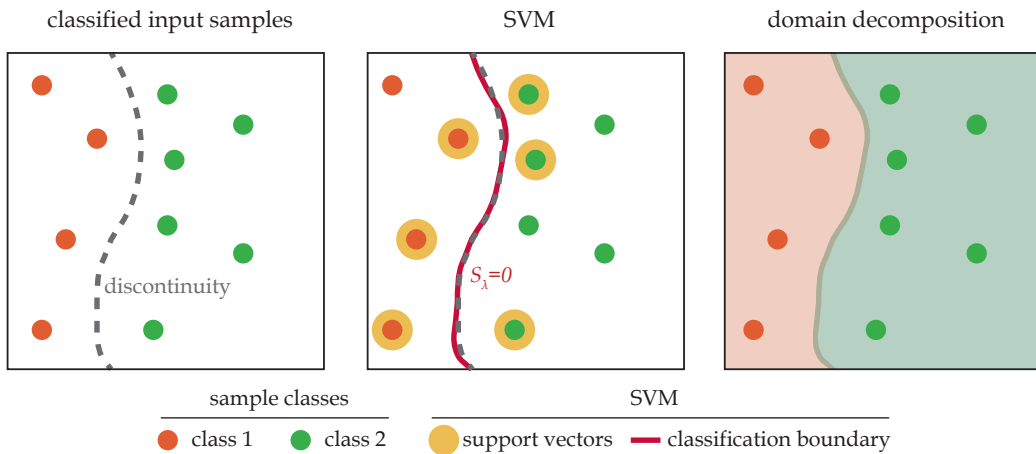 classified input samples
SVM
domain decomposition
discontinuity
S_λ=0
sample classes
SVM
class 1
class 2
support vectors
classification boundary